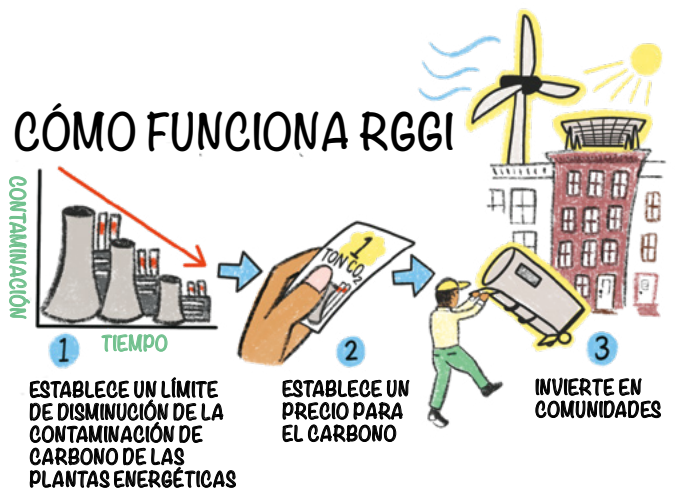 CÓMO FUNCIONA RGGI
CONTAMINACIÓN
TIEMPO
1
TON CO2
1
ESTABLECE UN LÍMITE
DE DISMINUCIÓN DE LA
CONTAMINACIÓN DE
CARBONO DE LAS
PLANTAS ENERGÉTICAS
2
ESTABLECE UN
PRECIO PARA
EL CARBONO
3
INVIERTE EN
COMUNIDADES